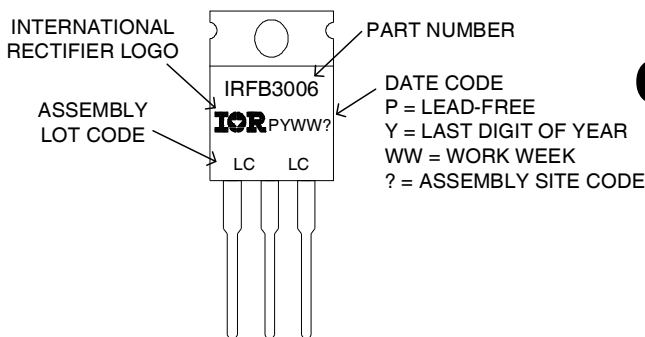 INTERNATIONAL
RECTIFIER LOGO
PART NUMBER
IRFB3006
IOR PYWW?
LC LC
ASSEMBLY
LOT CODE
DATE CODE
P = LEAD-FREE
Y = LAST DIGIT OF YEAR
WW = WORK WEEK
? = ASSEMBLY SITE CODE